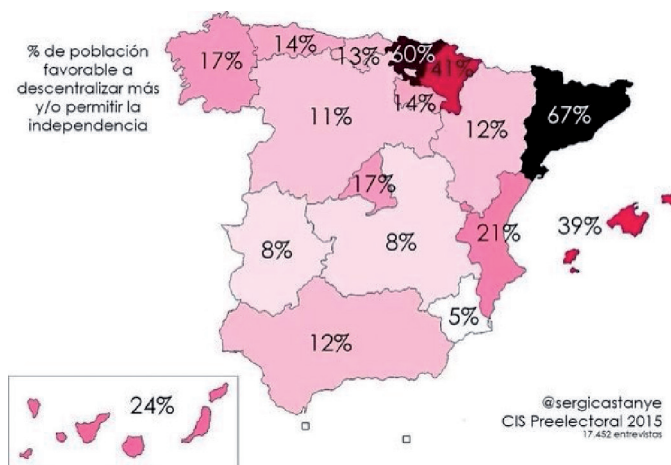 % de población
favorable a
descentralizar más
y/o permitir la
independencia
17%
14%
13%
60%
41%
14%
11%
12%
67%
17%
8%
8%
21%
39%
5%
12%
24%
@sergicastanye
CIS Preelectoral 2015
17.452 entrevistas